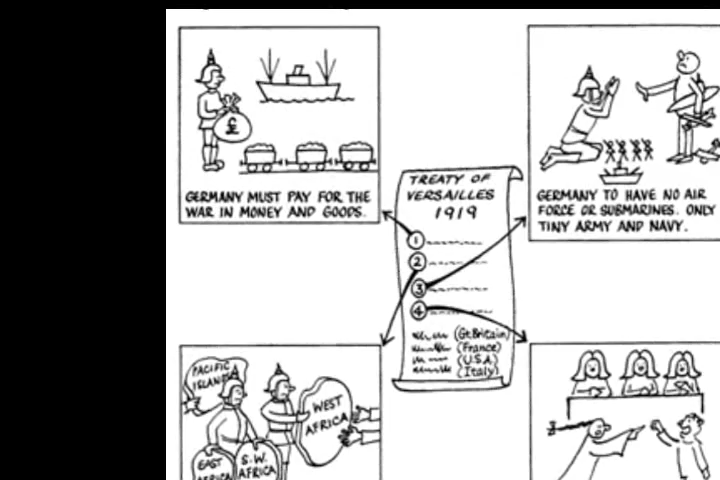 £
GERMANY MUST PAY FOR THE
WAR IN MONEY AND GOODS.
GERMANY TO HAVE NO AIR
FORCE OR SUBMARINES. ONLY
TINY ARMY AND NAVY.
TREATY OF
VERSAILLES
1919
1
2
3
4
(Gt.Britain)
(France)
(U.S.A)
(Italy)
PACIFIC
ISLANDS
WEST
AFRICA
EAST
AFRICA
S.W.
AFRICA